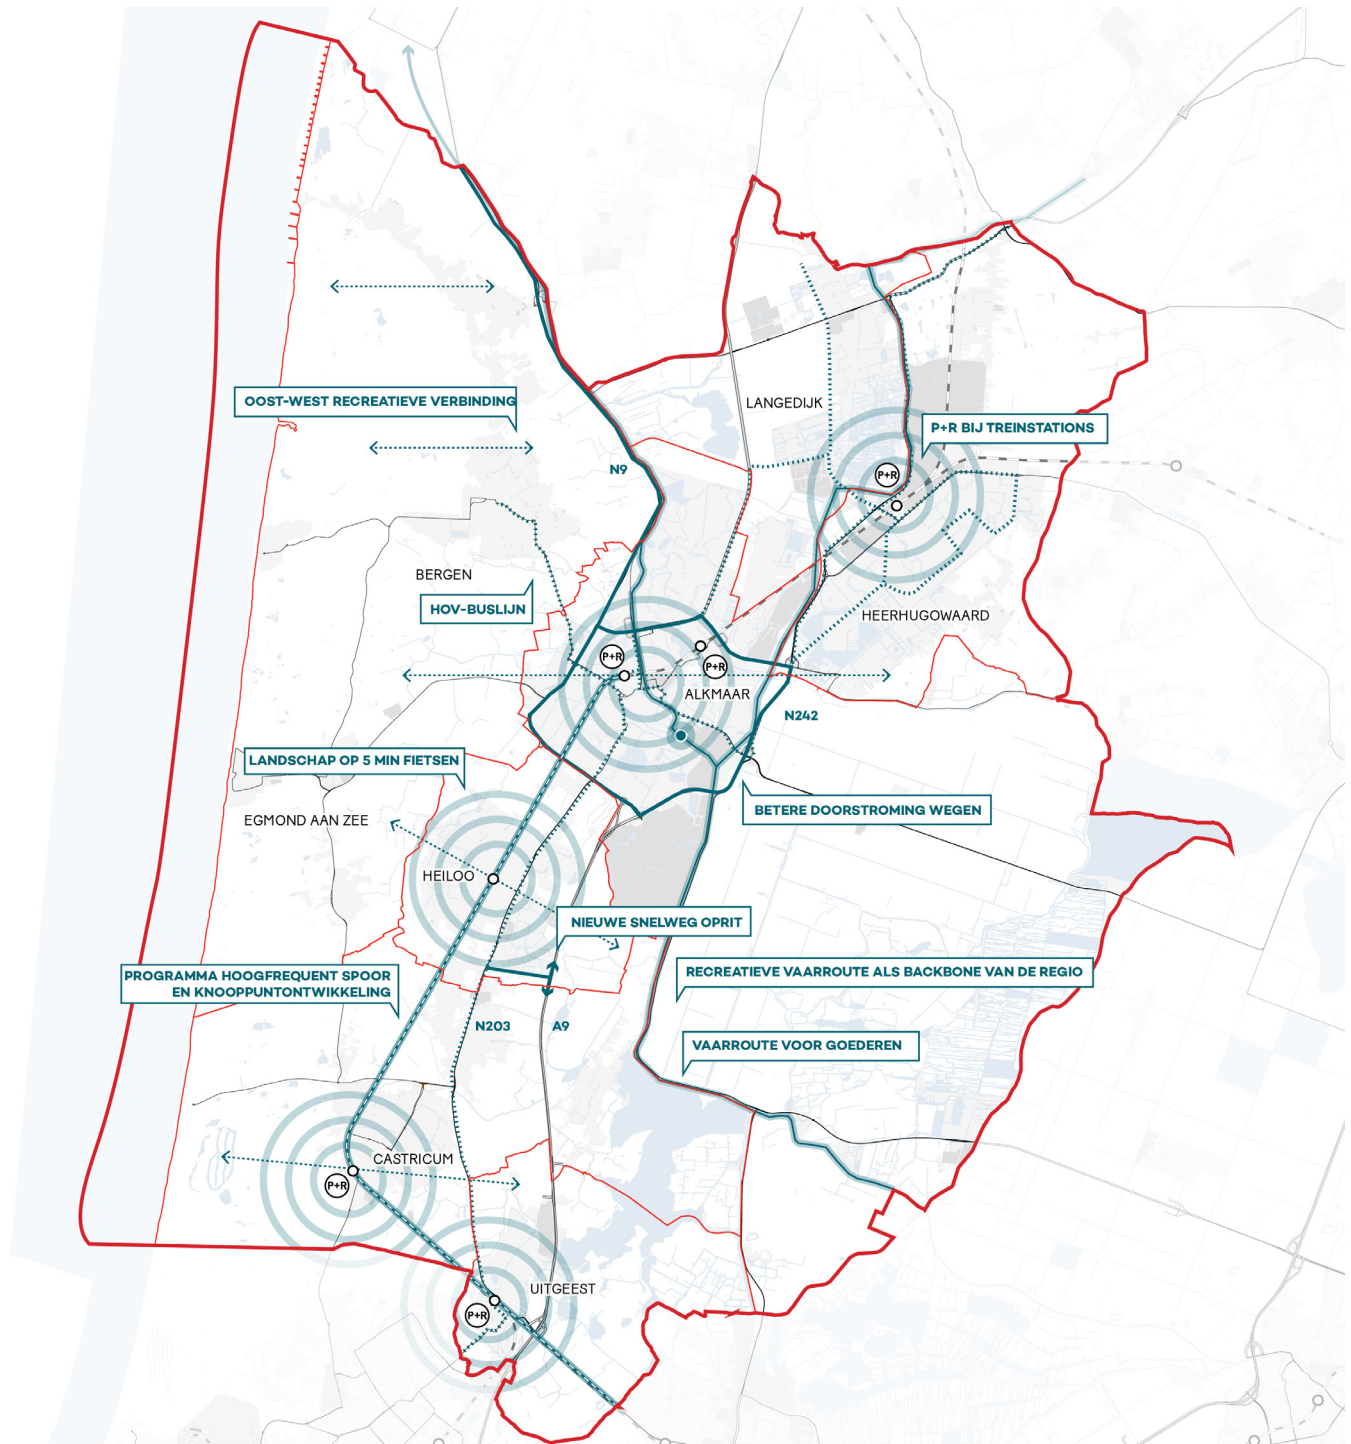 OOST-WEST RECREATIEVE VERBINDING
LANGEDIJK
P+R BIJ TREINSTATIONS
N9
P+R
BERGEN
HOV-BUSLIJN
HEERHUGOWAARD
P+R
P+R
ALKMAAR
N242
LANDSCHAP OP 5 MIN FIETSEN
BETERE DOORSTROMING WEGEN
EGMOND AAN ZEE
HEILOO
NIEUWE SNELWEG OPRIT
PROGRAMMA HOOGFREQUENT SPOOR
EN KNOOPPUNTONTWIKKELING
RECREATIEVE VAARROUTE ALS BACKBONE VAN DE REGIO
N203
A9
VAARROUTE VOOR GOEDEREN
CASTRICUM
P+R
UITGEEST
P+R